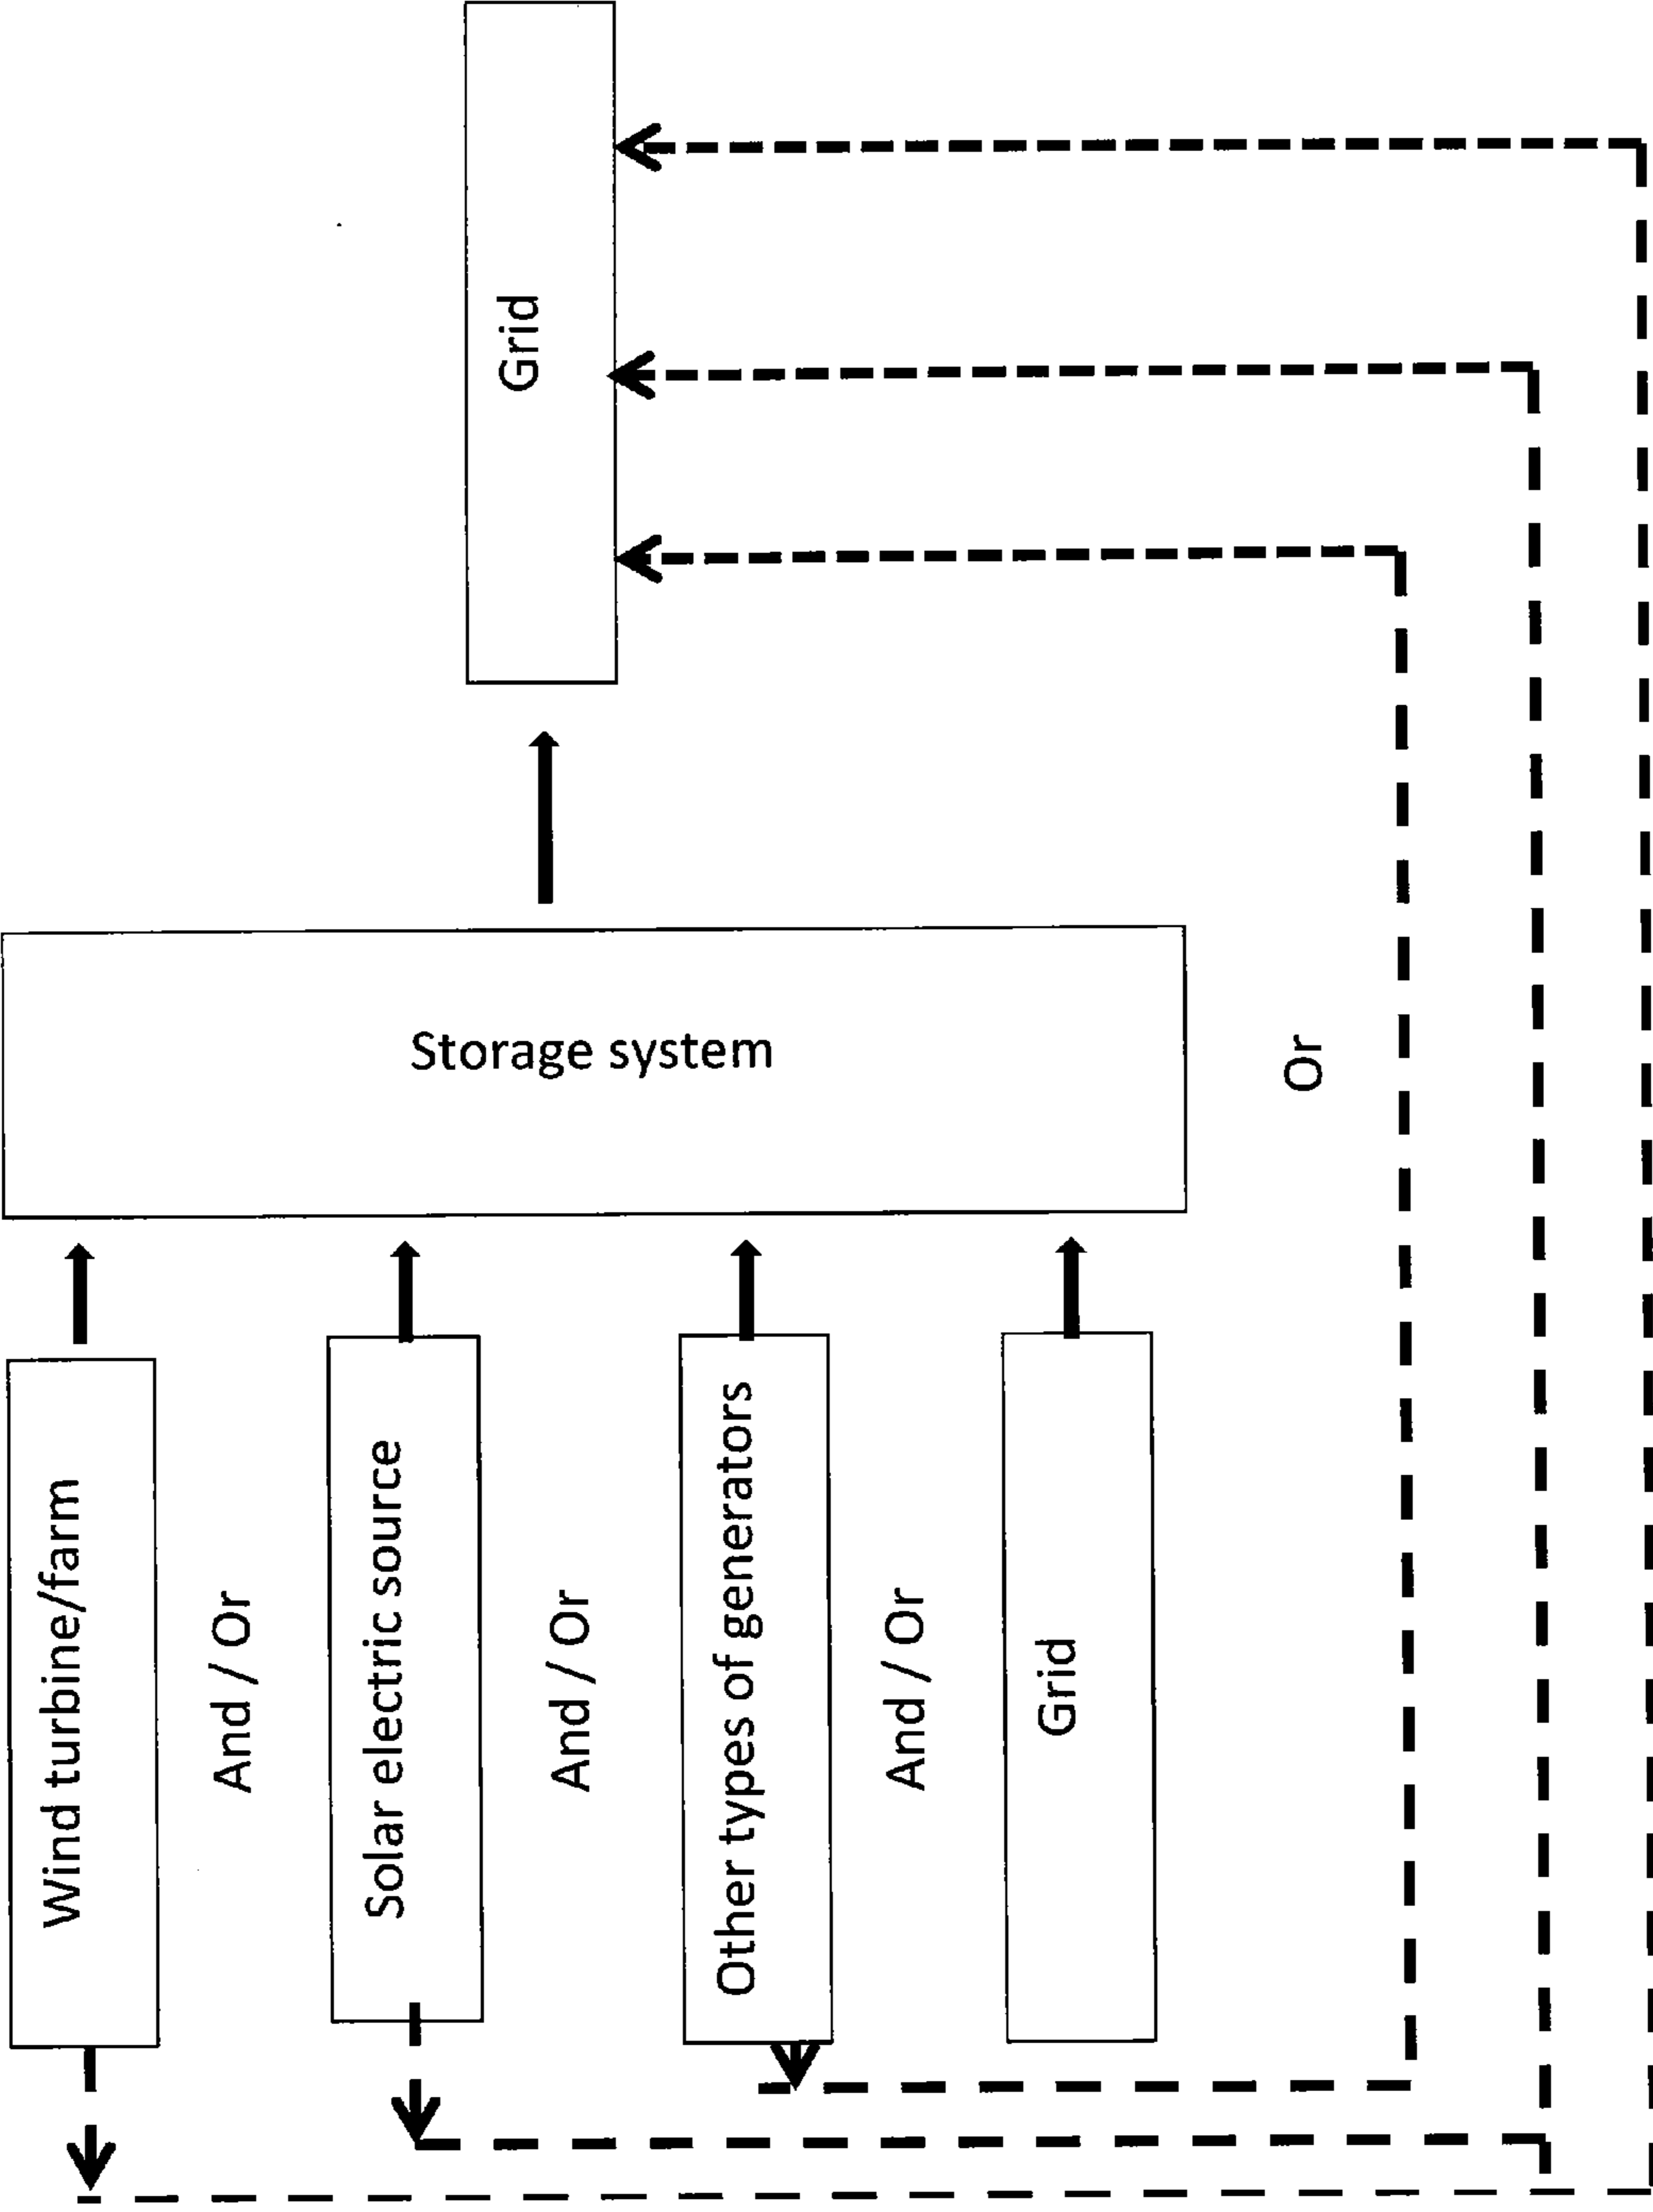 Wind turbine/farm
And / Or
Solar electric source
And / Or
Other types of generators
And / Or
Grid
Storage system
Or
Grid